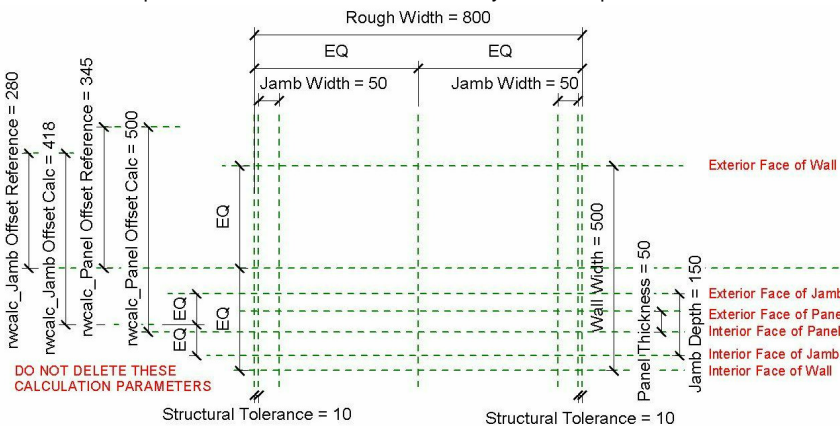 Rough Width = 800
EQ
EQ
Jamb Width = 50
Jamb Width = 50
rwcalc_Jamb Offset Reference = 280
rwcalc_Jamb Offset Calc = 418
rwcalc_Panel Offset Reference = 345
rwcalc_Panel Offset Calc = 500
EQ
EQ
EQ
EQ
Wall Width = 500
Panel Thickness = 50
Jamb Depth = 150
Exterior Face of Wall
Exterior Face of Jamb
Exterior Face of Pane
Interior Face of Panel
Interior Face of Jamb
Interior Face of Wall
DO NOT DELETE THESE
CALCULATION PARAMETERS
Structural Tolerance = 10
Structural Tolerance = 10